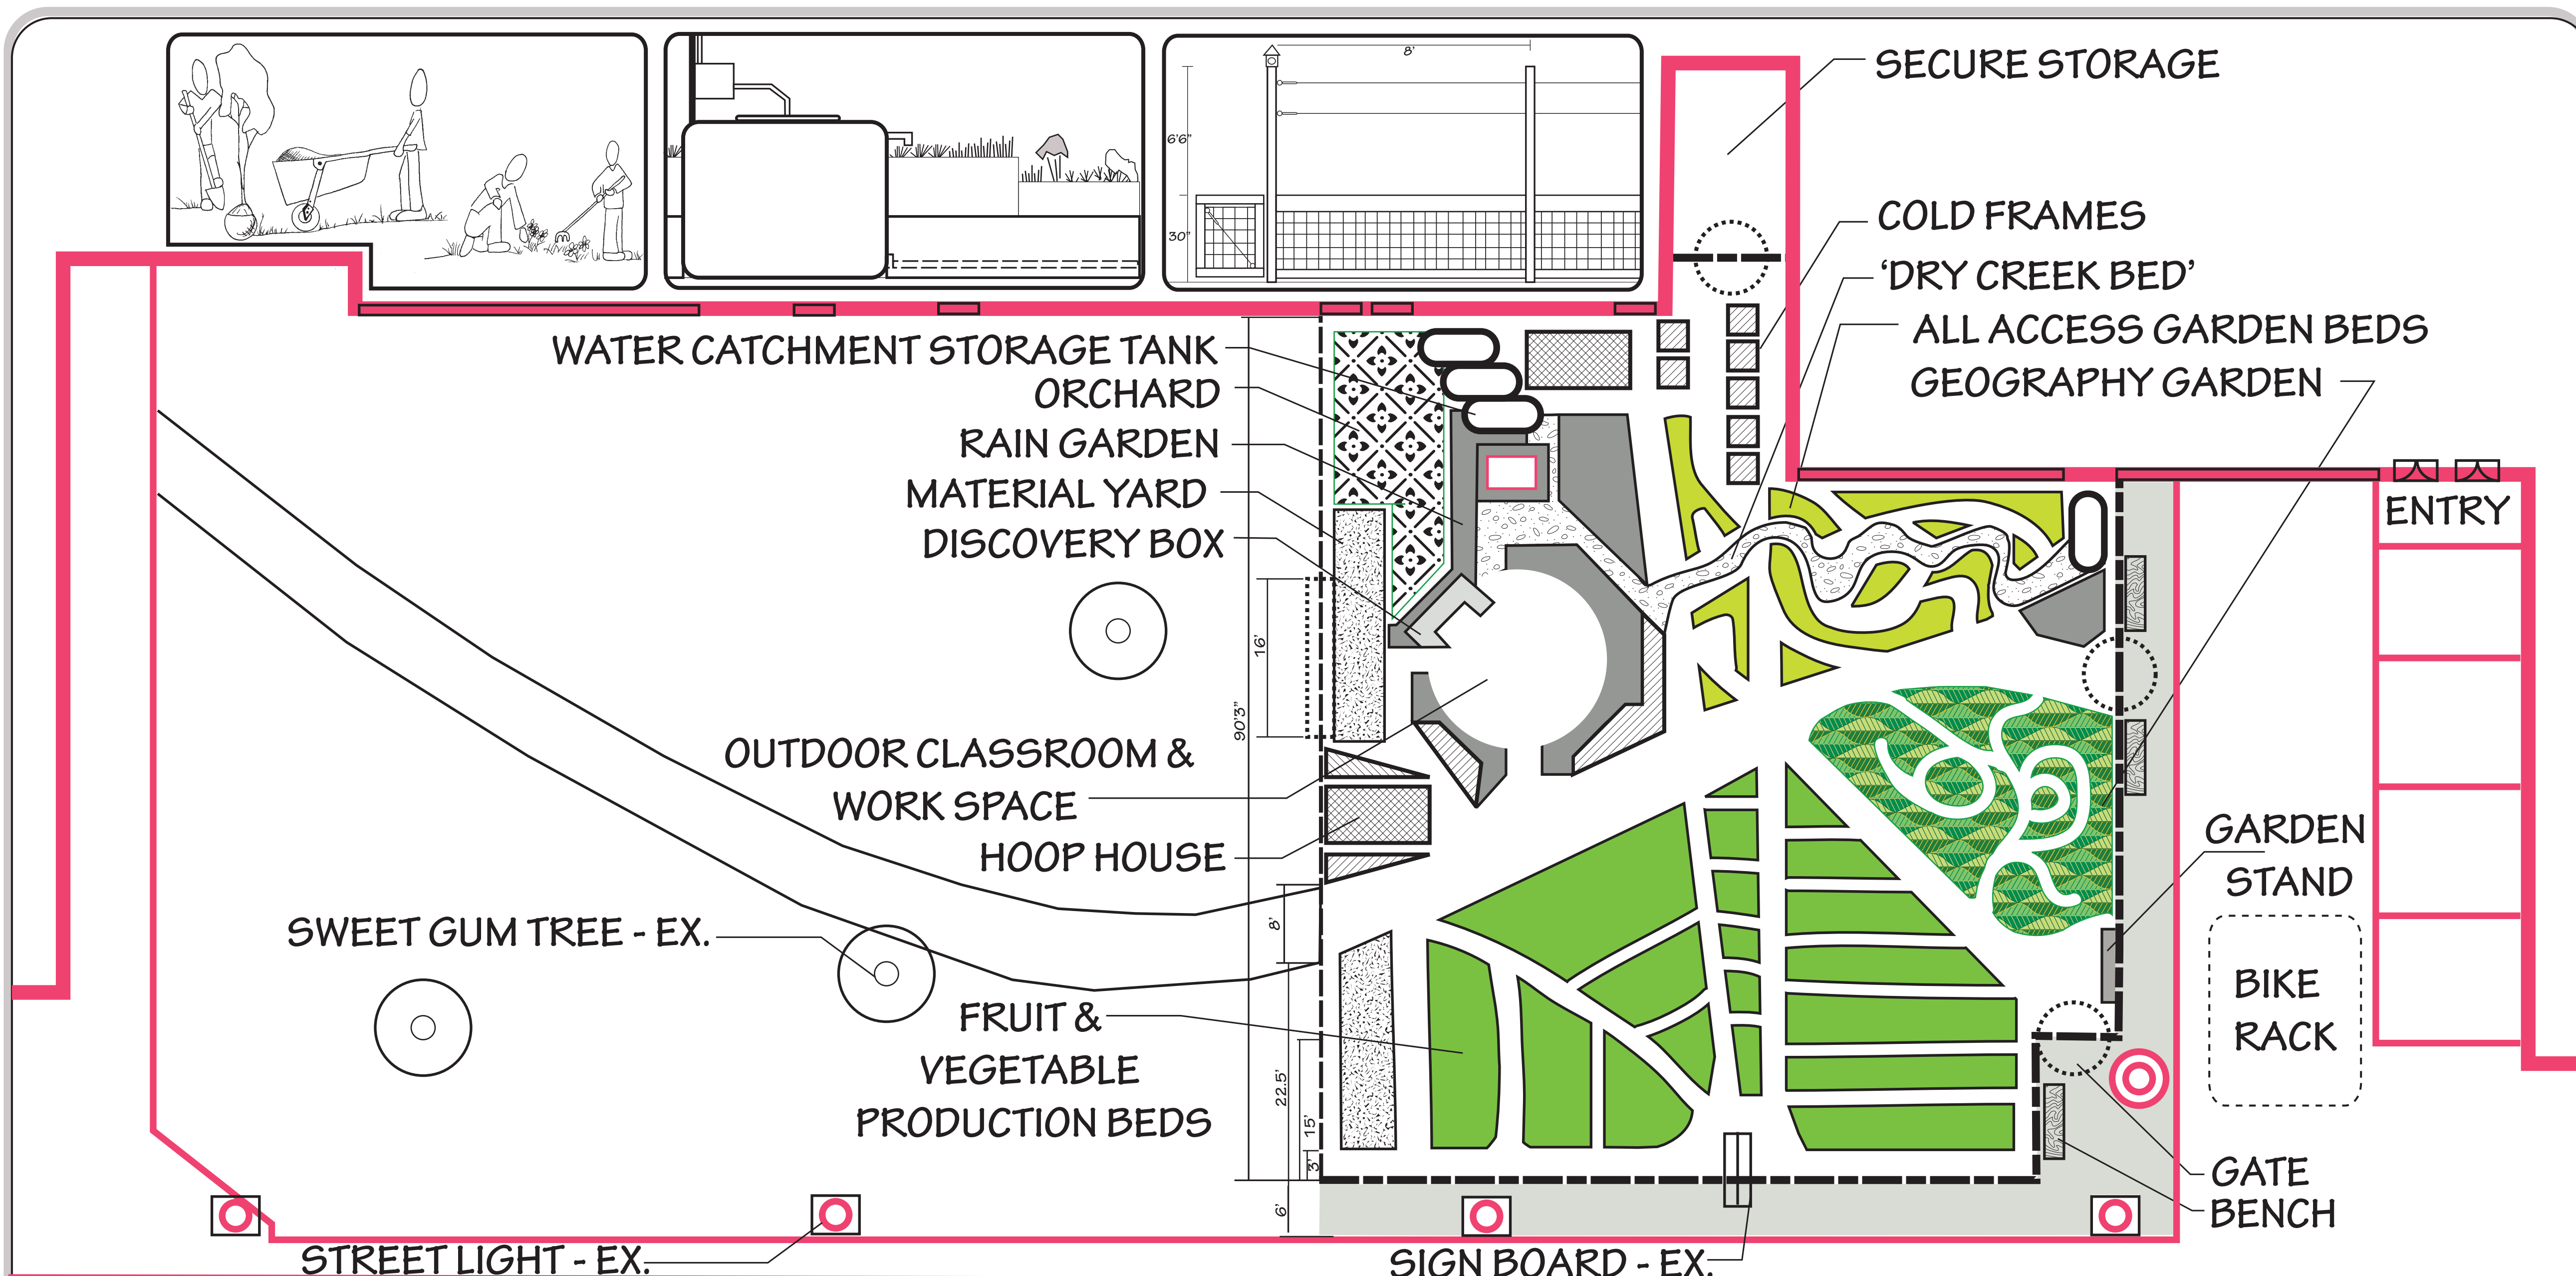 8'
6'6"
30"
SECURE STORAGE
COLD FRAMES
'DRY CREEK BED'
ALL ACCESS GARDEN BEDS
GEOGRAPHY GARDEN
ENTRY
WATER CATCHMENT STORAGE TANK
ORCHARD
RAIN GARDEN
MATERIAL YARD
DISCOVERY BOX
16'
90'3"
OUTDOOR CLASSROOM &
WORK SPACE
HOOP HOUSE
8'
SWEET GUM TREE - EX.
FRUIT &
VEGETABLE
PRODUCTION BEDS
22.5'
15'
3'
6'
GARDEN
STAND
BIKE
RACK
GATE
BENCH
STREET LIGHT - EX.
SIGN BOARD - EX.